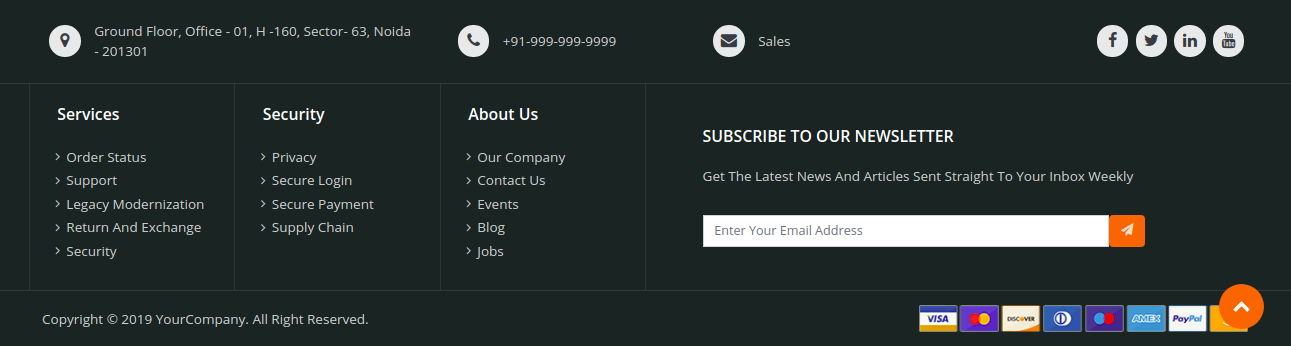 Ground Floor, Office - 01, H -160, Sector- 63, Noida
- 201301
+91-999-999-9999
Sales
You
Tube
Services
Order Status
Support
Legacy Modernization
Return And Exchange
Security
Security
Privacy
Secure Login
Secure Payment
Supply Chain
About Us
Our Company
Contact Us
Events
Blog
Jobs
SUBSCRIBE TO OUR NEWSLETTER
Get The Latest News And Articles Sent Straight To Your Inbox Weekly
Enter Your Email Address
Copyright © 2019 YourCompany. All Right Reserved.
VISA
DISCOVER
AMEX
PayPal